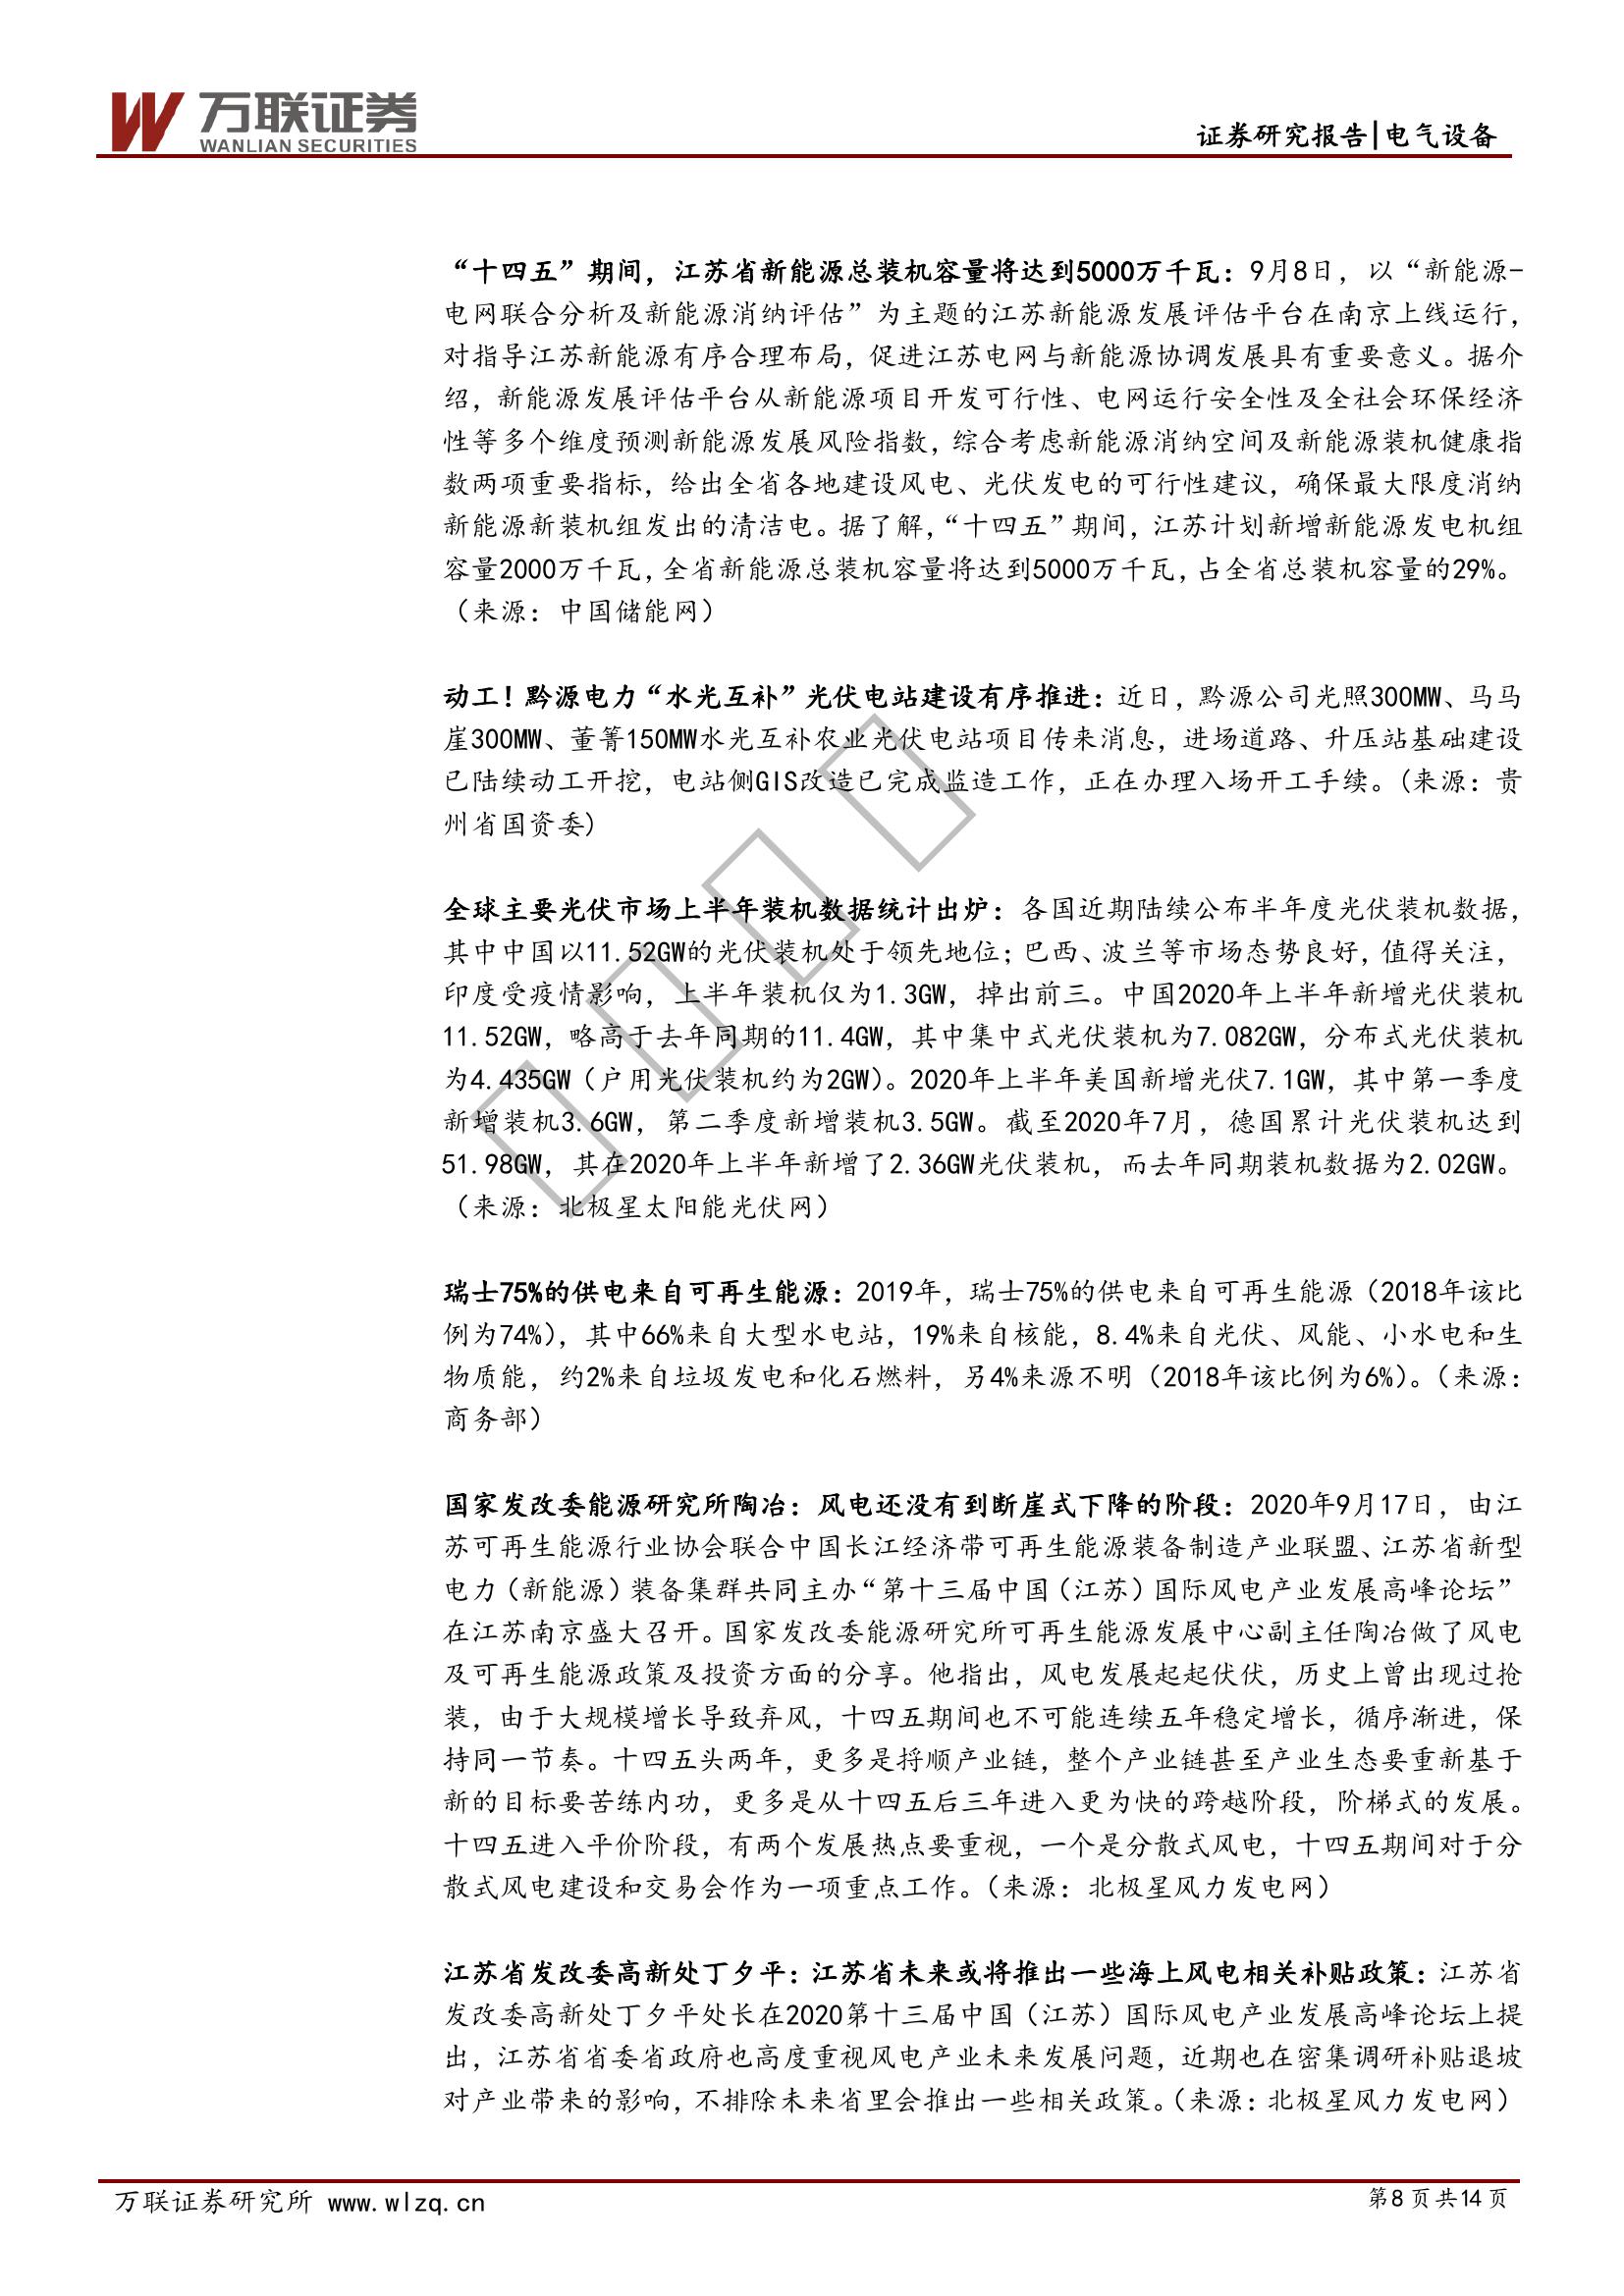 万联证券
WANLIAN SECURITIES
证券研究报告|电气设备
“十四五”期间，江苏省新能源总装机容量将达到5000万千瓦：9月8日，以“新能源-
电网联合分析及新能源消纳评估”为主题的江苏新能源发展评估平台在南京上线运行，
对指导江苏新能源有序合理布局，促进江苏电网与新能源协调发展具有重要意义。据介
绍，新能源发展评估平台从新能源项目开发可行性、电网运行安全性及全社会环保经济
性等多个维度预测新能源发展风险指数，综合考虑新能源消纳空间及新能源装机健康指
数两项重要指标，给出全省各地建设风电、光伏发电的可行性建议，确保最大限度消纳
新能源新装机组发出的清洁电。据了解，“十四五”期间，江苏计划新增新能源发电机组
容量2000万千瓦，全省新能源总装机容量将达到5000万千瓦，占全省总装机容量的29%。
（来源：中国储能网）
动工！黔源电力“水光互补”光伏电站建设有序推进：近日，黔源公司光照300MW、马马
崖300MW、董箐150MW水光互补农业光伏电站项目传来消息，进场道路、升压站基础建设
已陆续动工开挖，电站侧GIS改造已完成监造工作，正在办理入场开工手续。(来源：贵
州省国资委)
全球主要光伏市场上半年装机数据统计出炉：各国近期陆续公布半年度光伏装机数据，
其中中国以11.52GW的光伏装机处于领先地位；巴西、波兰等市场态势良好，值得关注，
印度受疫情影响，上半年装机仅为1.3GW，掉出前三。中国2020年上半年新增光伏装机
11.52GW，略高于去年同期的11.4GW，其中集中式光伏装机为7.082GW，分布式光伏装机
为4.435GW（户用光伏装机约为2GW）。2020年上半年美国新增光伏7.1GW，其中第一季度
新增装机3.6GW，第二季度新增装机3.5GW。截至2020年7月，德国累计光伏装机达到
51.98GW，其在2020年上半年新增了2.36GW光伏装机，而去年同期装机数据为2.02GW。
（来源：北极星太阳能光伏网）
瑞士75%的供电来自可再生能源：2019年，瑞士75%的供电来自可再生能源（2018年该比
例为74%），其中66%来自大型水电站，19%来自核能，8.4%来自光伏、风能、小水电和生
物质能，约2%来自垃圾发电和化石燃料，另4%来源不明（2018年该比例为6%）。（来源：
商务部）
国家发改委能源研究所陶冶：风电还没有到断崖式下降的阶段：2020年9月17日，由江
苏可再生能源行业协会联合中国长江经济带可再生能源装备制造产业联盟、江苏省新型
电力（新能源）装备集群共同主办“第十三届中国（江苏）国际风电产业发展高峰论坛”
在江苏南京盛大召开。国家发改委能源研究所可再生能源发展中心副主任陶冶做了风电
及可再生能源政策及投资方面的分享。他指出，风电发展起起伏伏，历史上曾出现过抢
装，由于大规模增长导致弃风，十四五期间也不可能连续五年稳定增长，循序渐进，保
持同一节奏。十四五头两年，更多是捋顺产业链，整个产业链甚至产业生态要重新基于
新的目标要苦练内功，更多是从十四五后三年进入更为快的跨越阶段，阶梯式的发展。
十四五进入平价阶段，有两个发展热点要重视，一个是分散式风电，十四五期间对于分
散式风电建设和交易会作为一项重点工作。（来源：北极星风力发电网）
江苏省发改委高新处丁夕平：江苏省未来或将推出一些海上风电相关补贴政策：江苏省
发改委高新处丁夕平处长在2020第十三届中国（江苏）国际风电产业发展高峰论坛上提
出，江苏省省委省政府也高度重视风电产业未来发展问题，近期也在密集调研补贴退坡
对产业带来的影响，不排除未来省里会推出一些相关政策。（来源：北极星风力发电网）
万联证券研究所 www.wlzq.cn
第8页共14页